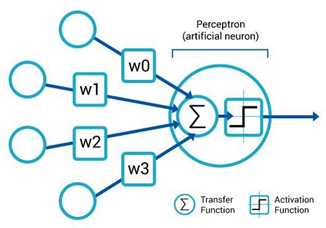 Perceptron
(artificial neuron)
w0
w1
w2
w3
Σ
Σ
Transfer
Function
Activation
Function